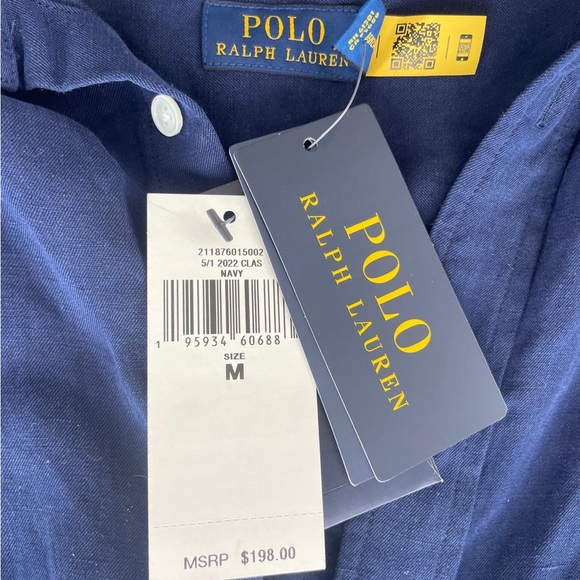 POLO
RALPH LAUREN
211876015002
5/1 2022 CLAS
NAVY
1 95934 60688
SIZE
M
MSRP $198.00
POLO
RALPH LAUREN